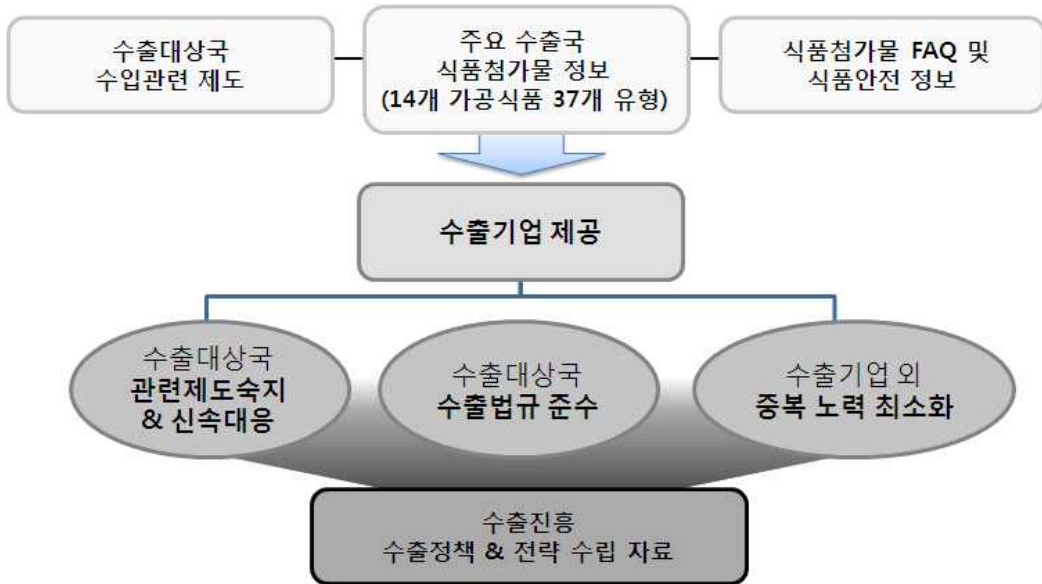 수출대상국
수입관련 제도
주요 수출국
식품첨가물 정보
(14개 가공식품 37개 유형)
식품첨가물 FAQ 및
식품안전 정보
수출기업 제공
수출대상국
관련제도숙지
& 신속대응
수출대상국
수출법규 준수
수출기업 외
중복 노력 최소화
수출진흥
수출정책 & 전략 수립 자료